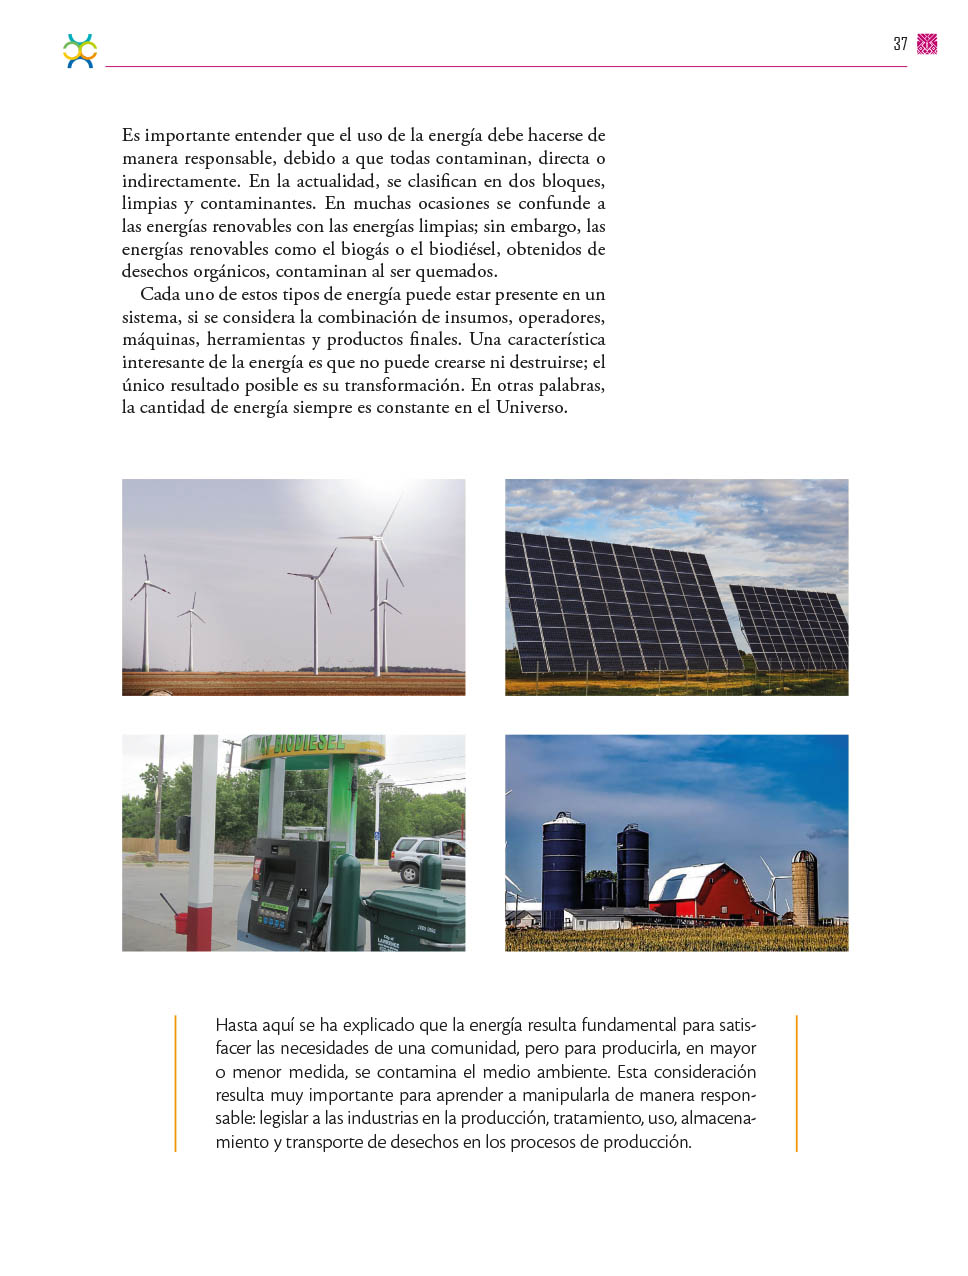 37
Es importante entender que el uso de la energía debe hacerse de
manera responsable, debido a que todas contaminan, directa o
indirectamente. En la actualidad, se clasifican en dos bloques,
limpias y contaminantes. En muchas ocasiones se confunde a
las energías renovables con las energías limpias; sin embargo, las
energías renovables como el biogás o el biodiésel, obtenidos de
desechos orgánicos, contaminan al ser quemados.
Cada uno de estos tipos de energía puede estar presente en un
sistema, si se considera la combinación de insumos, operadores,
máquinas, herramientas y productos finales. Una característica
interesante de la energía es que no puede crearse ni destruirse; el
único resultado posible es su transformación. En otras palabras,
la cantidad de energía siempre es constante en el Universo.
BIODIESEL
City of
LAWRENCE
Hasta aquí se ha explicado que la energía resulta fundamental para satis-
facer las necesidades de una comunidad, pero para producirla, en mayor
o menor medida, se contamina el medio ambiente. Esta consideración
resulta muy importante para aprender a manipularla de manera respon-
sable: legislar a las industrias en la producción, tratamiento, uso, almacena-
miento y transporte de desechos en los procesos de producción.